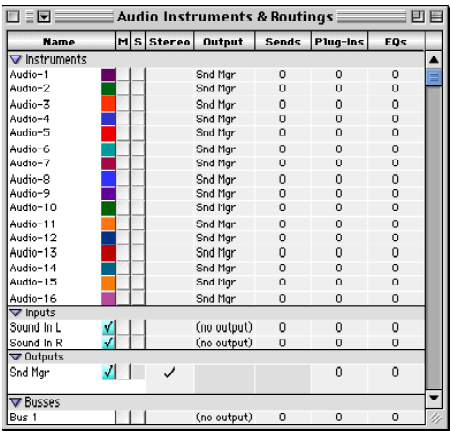 Audio Instruments & Routings
Name M S Stereo Output Sends Plug-Ins EQs
Instruments
Audio-1 Snd Mgr 0 0 0
Audio-2 Snd Mgr 0 0 0
Audio-3 Snd Mgr 0 0 0
Audio-4 Snd Mgr 0 0 0
Audio-5 Snd Mgr 0 0 0
Audio-6 Snd Mgr 0 0 0
Audio-7 Snd Mgr 0 0 0
Audio-8 Snd Mgr 0 0 0
Audio-9 Snd Mgr 0 0 0
Audio-10 Snd Mgr 0 0 0
Audio-11 Snd Mgr 0 0 0
Audio-12 Snd Mgr 0 0 0
Audio-13 Snd Mgr 0 0 0
Audio-14 Snd Mgr 0 0 0
Audio-15 Snd Mgr 0 0 0
Audio-16 Snd Mgr 0 0 0
Inputs
Sound In L (no output) 0 0 0
Sound In R (no output) 0 0 0
Outputs
Snd Mgr 0 0
Busses
Bus 1 (no output) 0 0 0